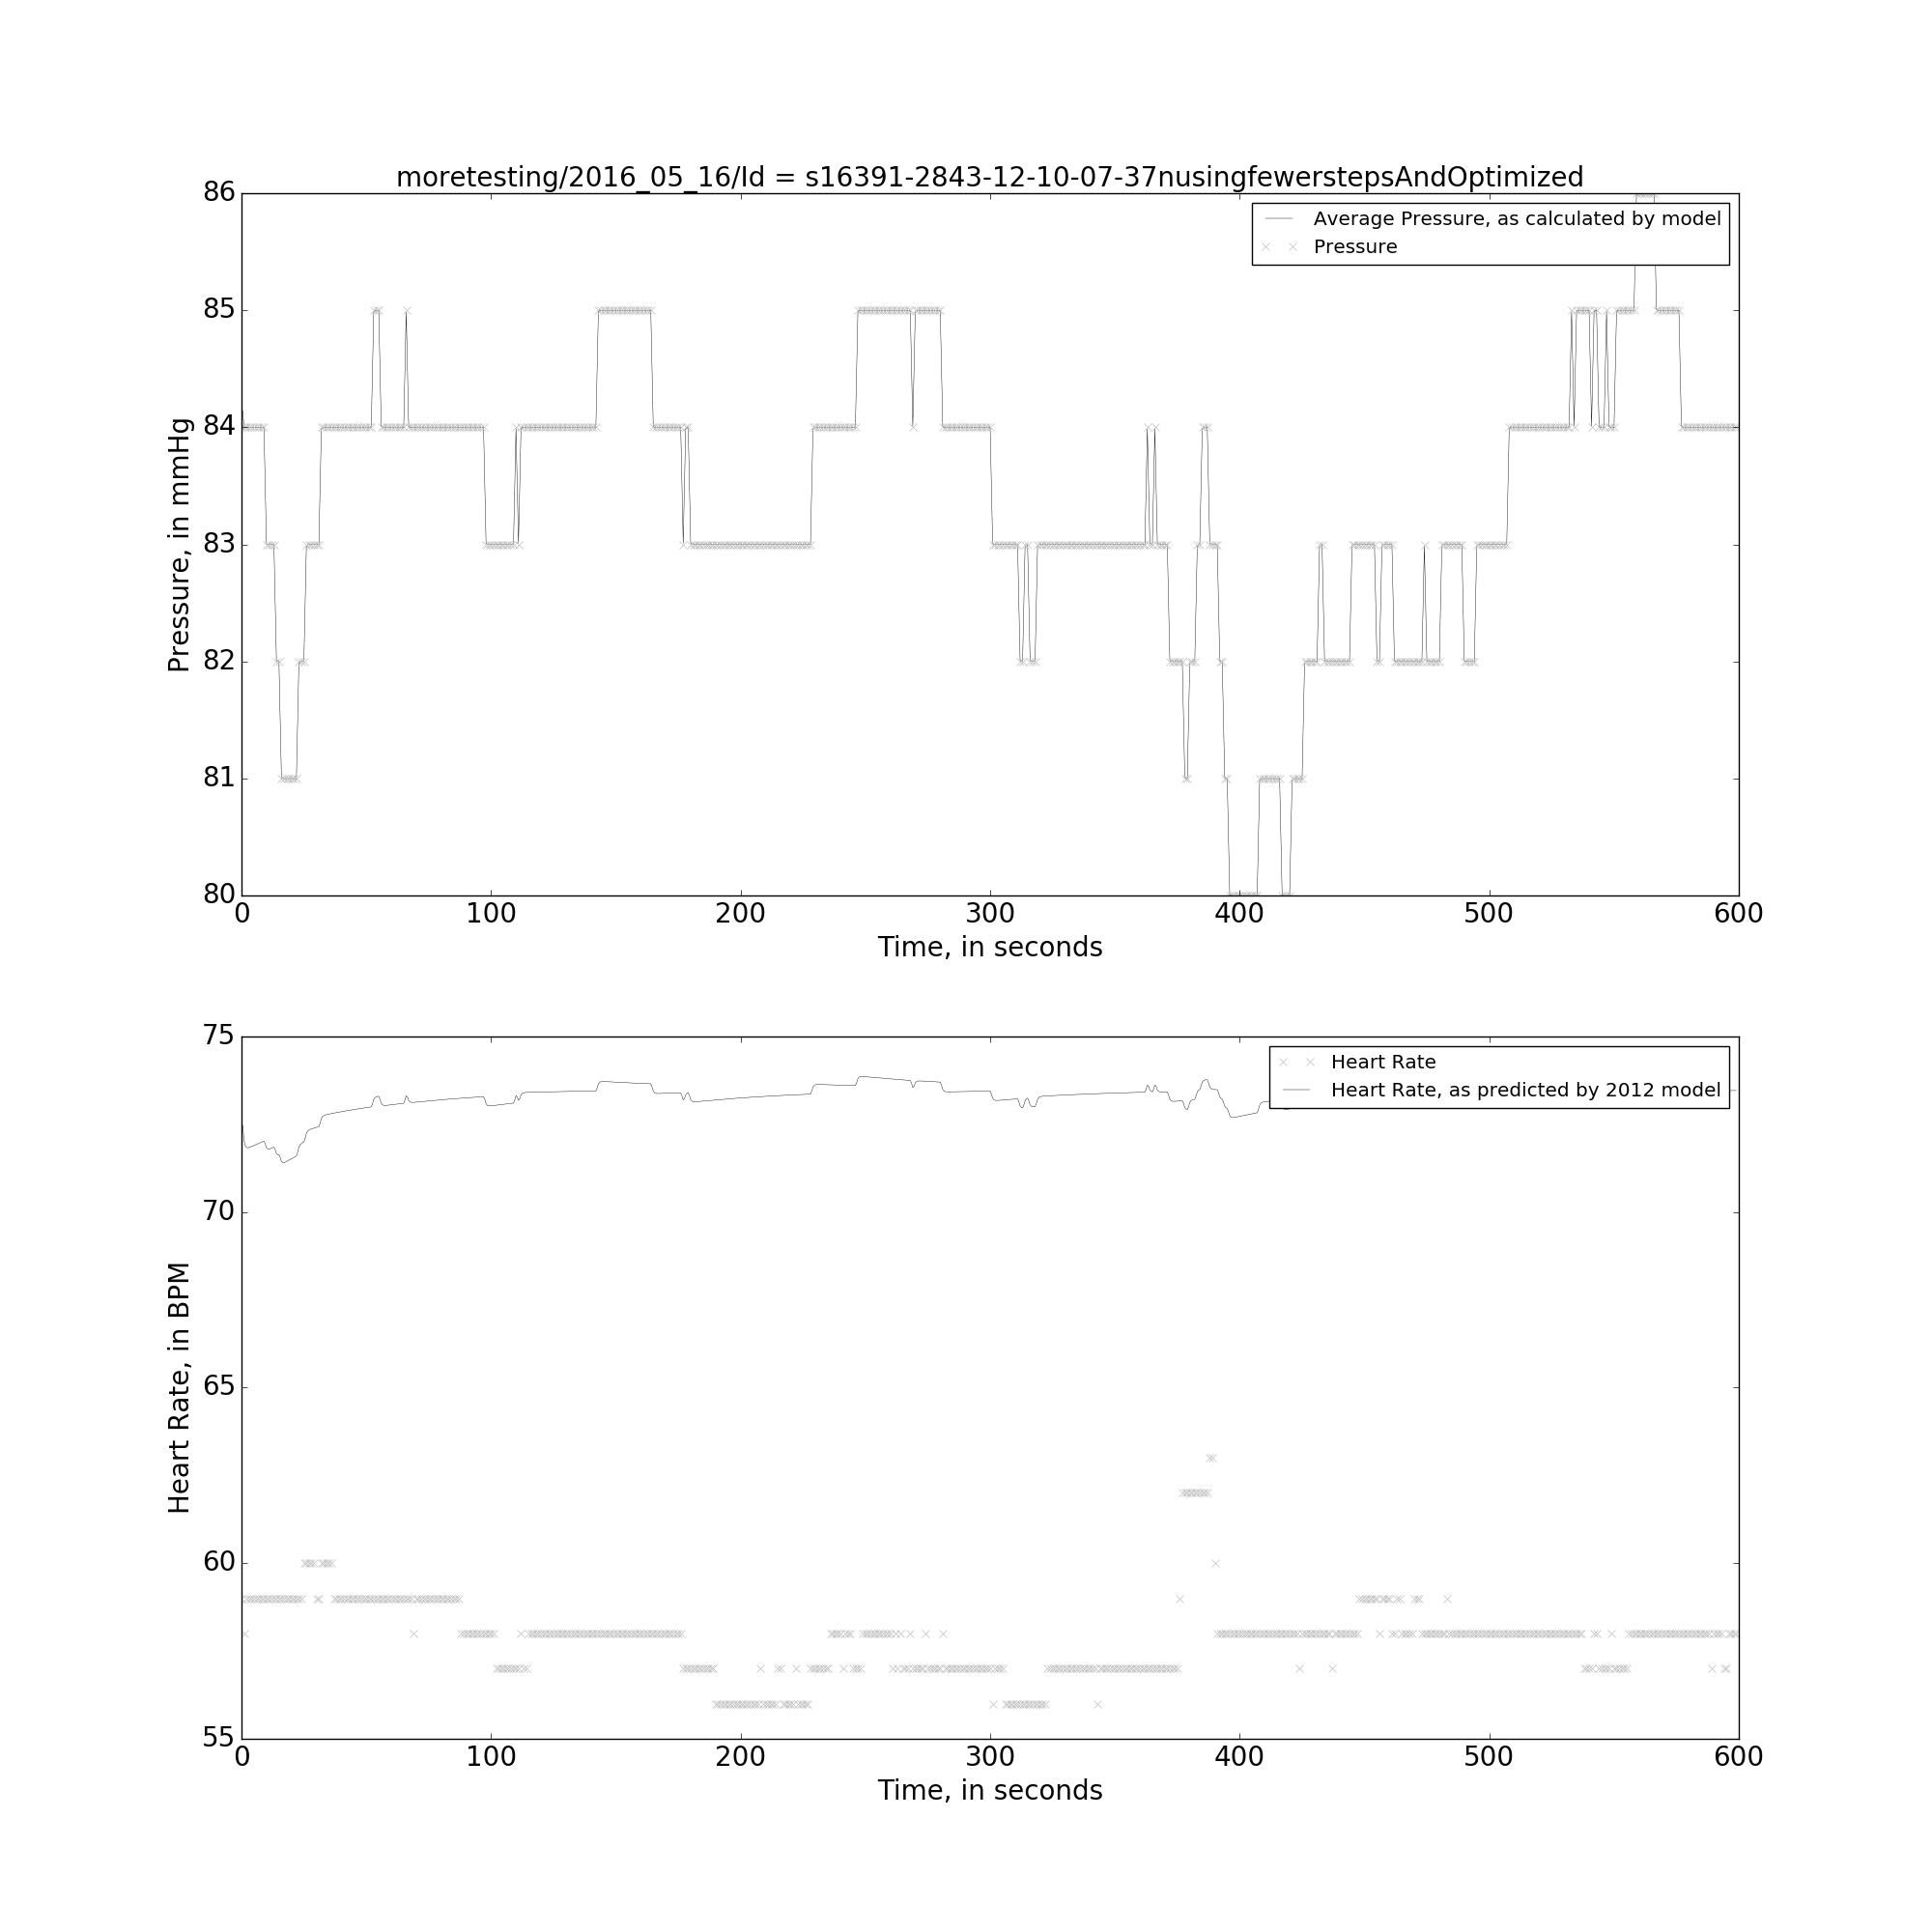 moretesting/2016_05_16/Id = s16391-2843-12-10-07-37nusingfewerstepsAndOptimized
86
85
84
83
82
81
80
Pressure, in mmHg
Average Pressure, as calculated by model
Pressure
0 100 200 300 400 500 600
Time, in seconds
75
70
65
60
55
Heart Rate, in BPM
Heart Rate
Heart Rate, as predicted by 2012 model
0 100 200 300 400 500 600
Time, in seconds